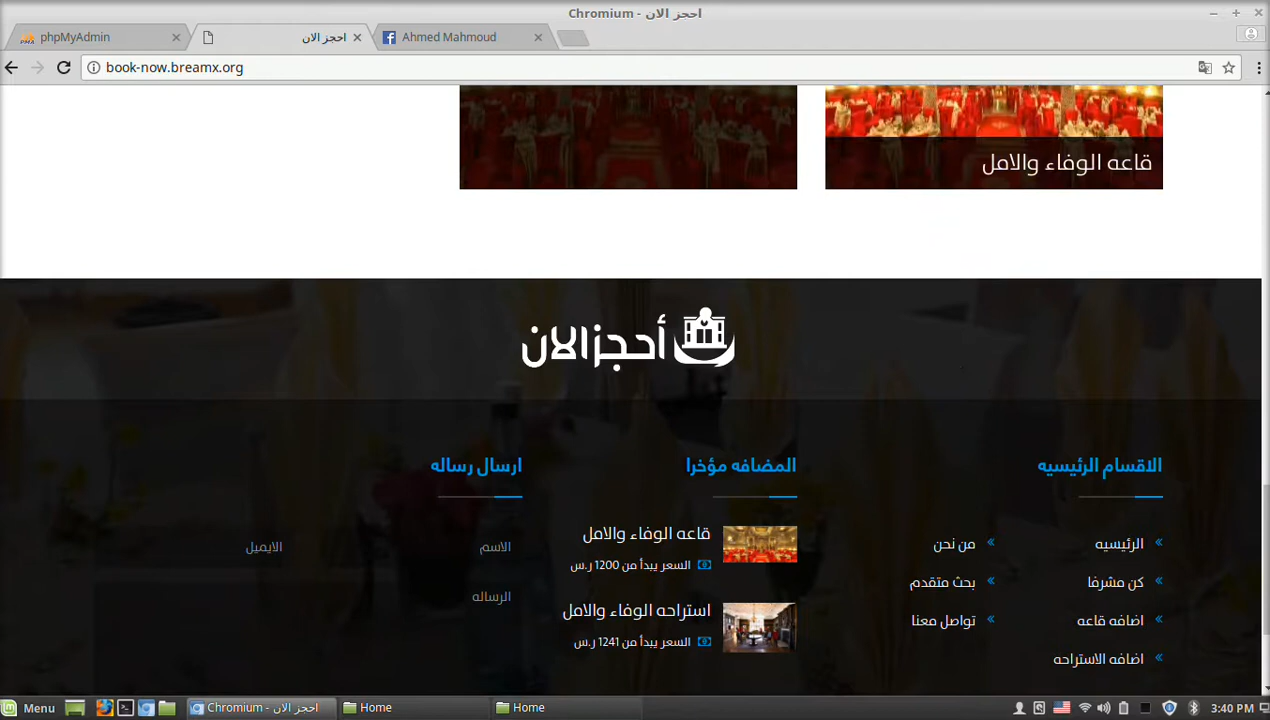 احجز الان - Chromium
phpMyAdmin
احجز الان
Ahmed Mahmoud
book-now.breamx.org
قاعه الوفاء والامل
أحجز الان
الاقسام الرئيسيه
الرئيسيه
كن مشرفا
اضافه قاعه
اضافه الاستراحه
من نحن
بحث متقدم
تواصل معنا
المضافه مؤخرا
قاعه الوفاء والامل
السعر يبدأ من 1200 ر.س
استراحه الوفاء والامل
السعر يبدأ من 1241 ر.س
ارسال رساله
الاسم
الايميل
الرساله
Menu
احجز الان - Chromium
Home
Home
3:40 PM